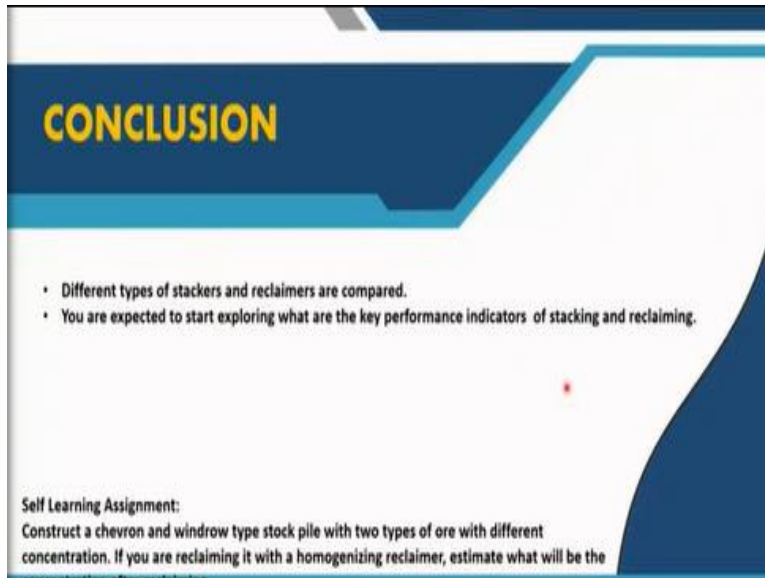 CONCLUSION
• Different types of stackers and reclaimers are compared.
• You are expected to start exploring what are the key performance indicators of stacking and reclaiming.
Self Learning Assignment:
Construct a chevron and windrow type stock pile with two types of ore with different
concentration. If you are reclaiming it with a homogenizing reclaimer, estimate what will be the